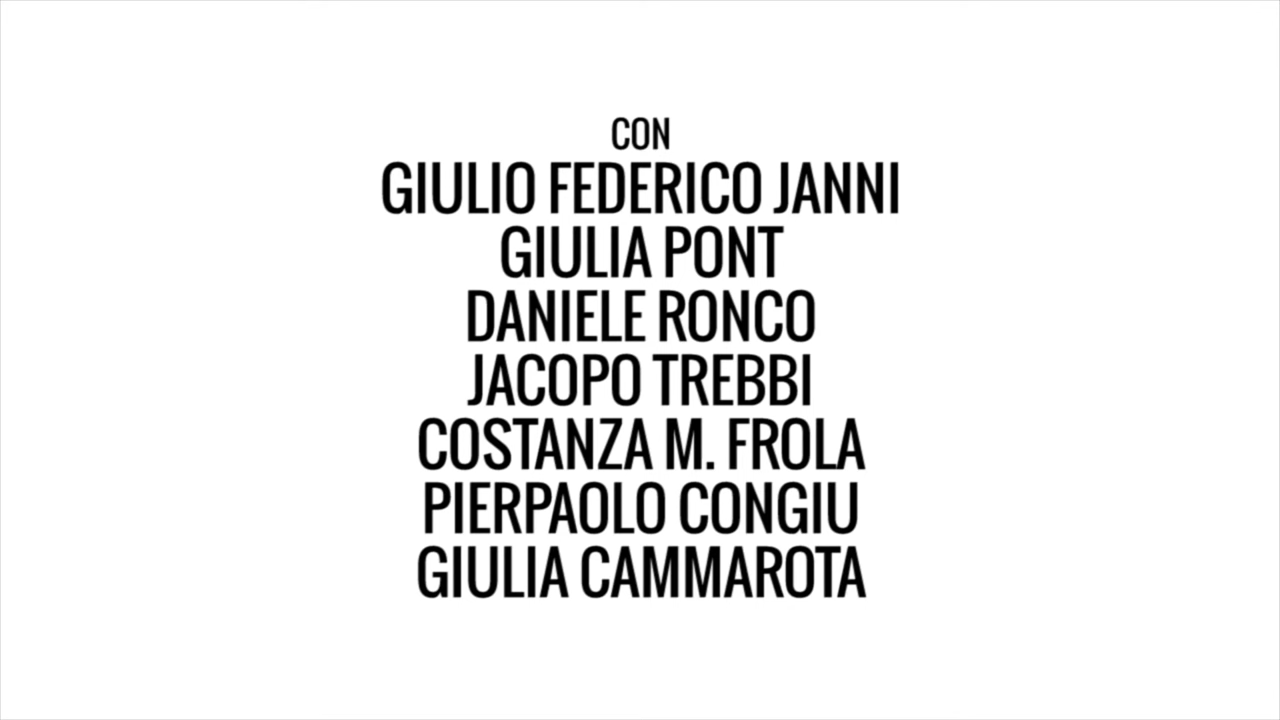 CON
GIULIO FEDERICO JANNI
GIULIA PONT
DANIELE RONCO
JACOPO TREBBI
COSTANZA M. FROLA
PIERPAOLO CONGIU
GIULIA CAMMAROTA